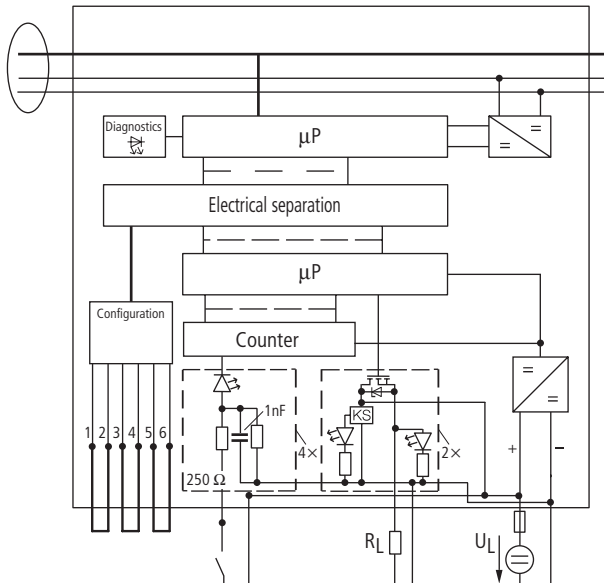 Diagnostics
µP
=
=
Electrical separation
µP
Configuration
Counter
=
=
1nF
KS
1 2 3 4 5 6
4×
2×
+ −
250 Ω
R_L
U_L
=